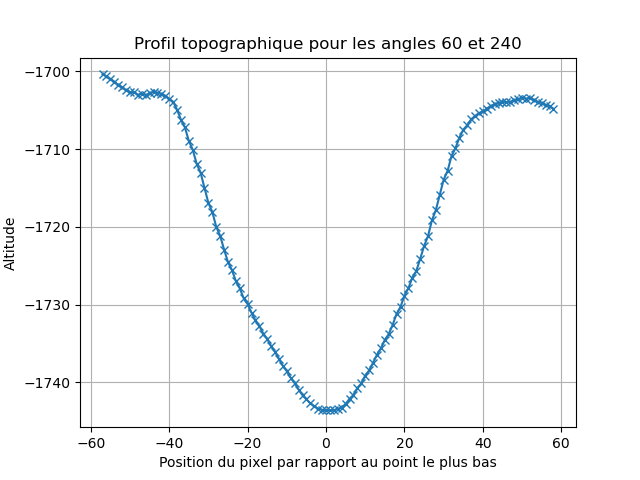 Profil topographique pour les angles 60 et 240
−1700
−1710
−1720
−1730
−1740
Altitude
−60 −40 −20 0 20 40 60
Position du pixel par rapport au point le plus bas